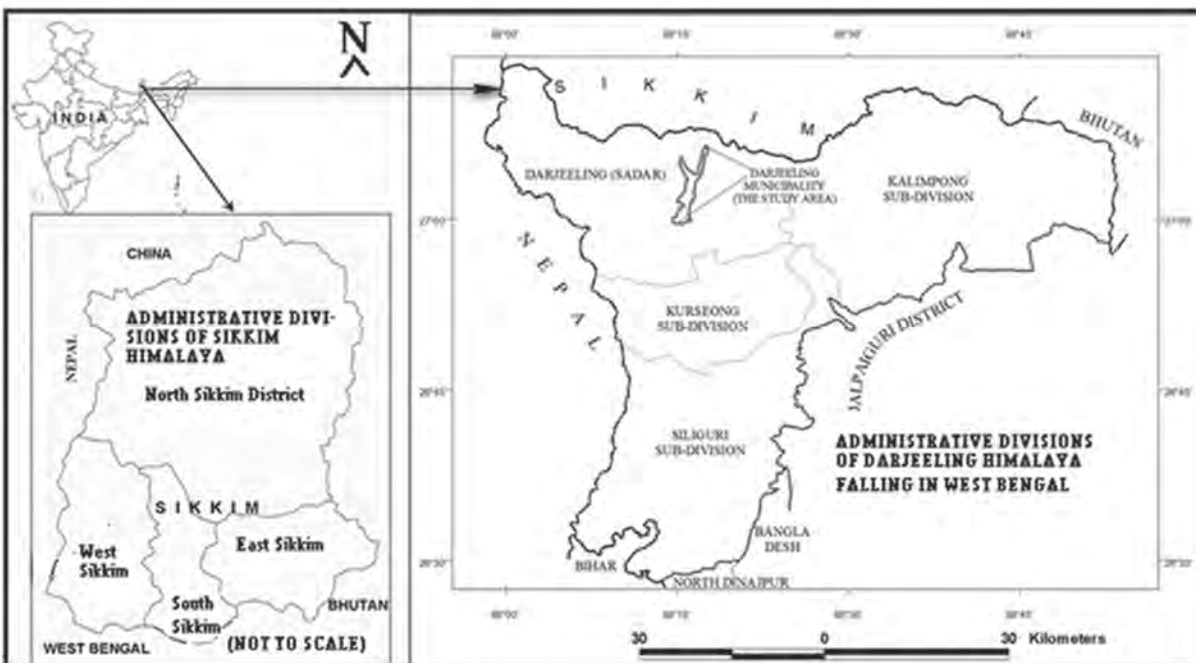 N
INDIA
CHINA
NEPAL
ADMINISTRATIVE DIVI-
SIONS OF SIKKIM
HIMALAYA
North Sikkim District
SIKKIM
West
Sikkim
East Sikkim
South
Sikkim
BHUTAN
WEST BENGAL
(NOT TO SCALE)
SIKKIM
BHUTAN
DARJEELING (SADAR)
DARJEELING
MUNICIPALITY
(THE STUDY AREA)
KALIMPONG
SUB-DIVISION
NEPAL
KURSEONG
SUB-DIVISION
JALPAIGURI DISTRICT
SILIGURI
SUB-DIVISION
ADMINISTRATIVE DIVISIONS
OF DARJEELING HIMALAYA
FALLING IN WEST BENGAL
BANGLA
DESH
BIHAR
NORTH DINAJPUR
30 0 30 Kilometers